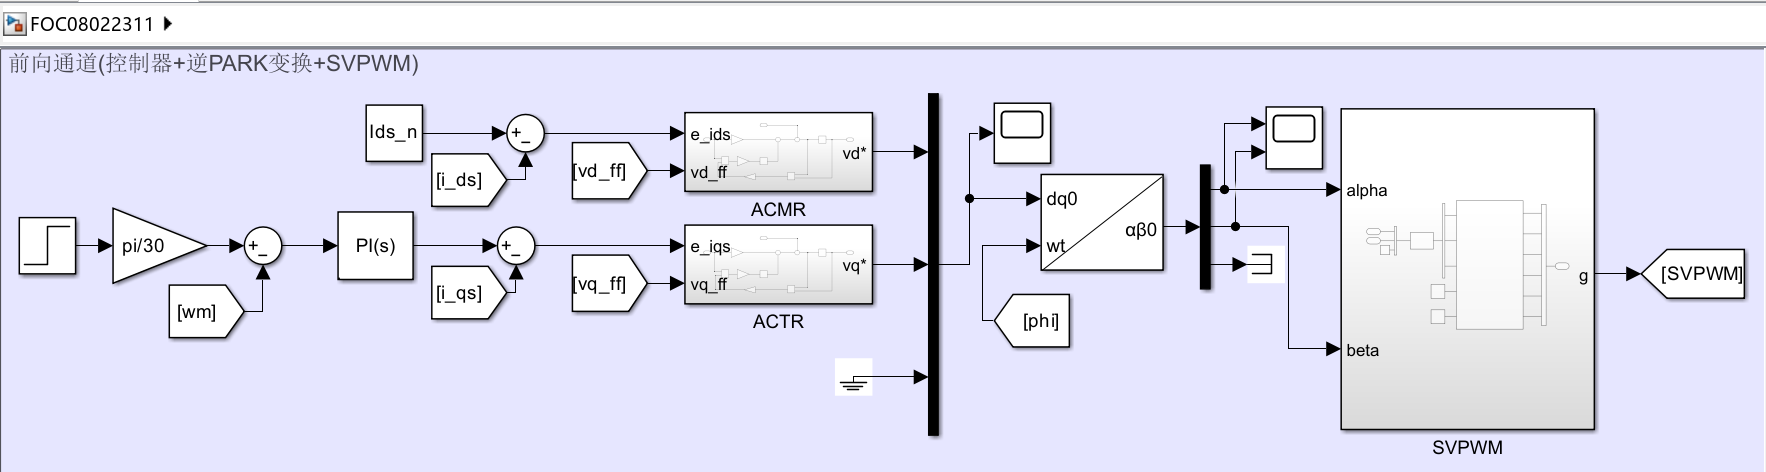 FOC08022311
前向通道(控制器+逆PARK变换+SVPWM)
Ids_n
+
−
[i_ds]
[vd_ff]
e_ids
vd_ff
vd*
ACMR
pi/30
+
−
[wm]
PI(s)
+
−
[i_qs]
[vq_ff]
e_iqs
vq_ff
vq*
ACTR
dq0
wt
αβ0
[phi]
alpha
beta
g
SVPWM
[SVPWM]